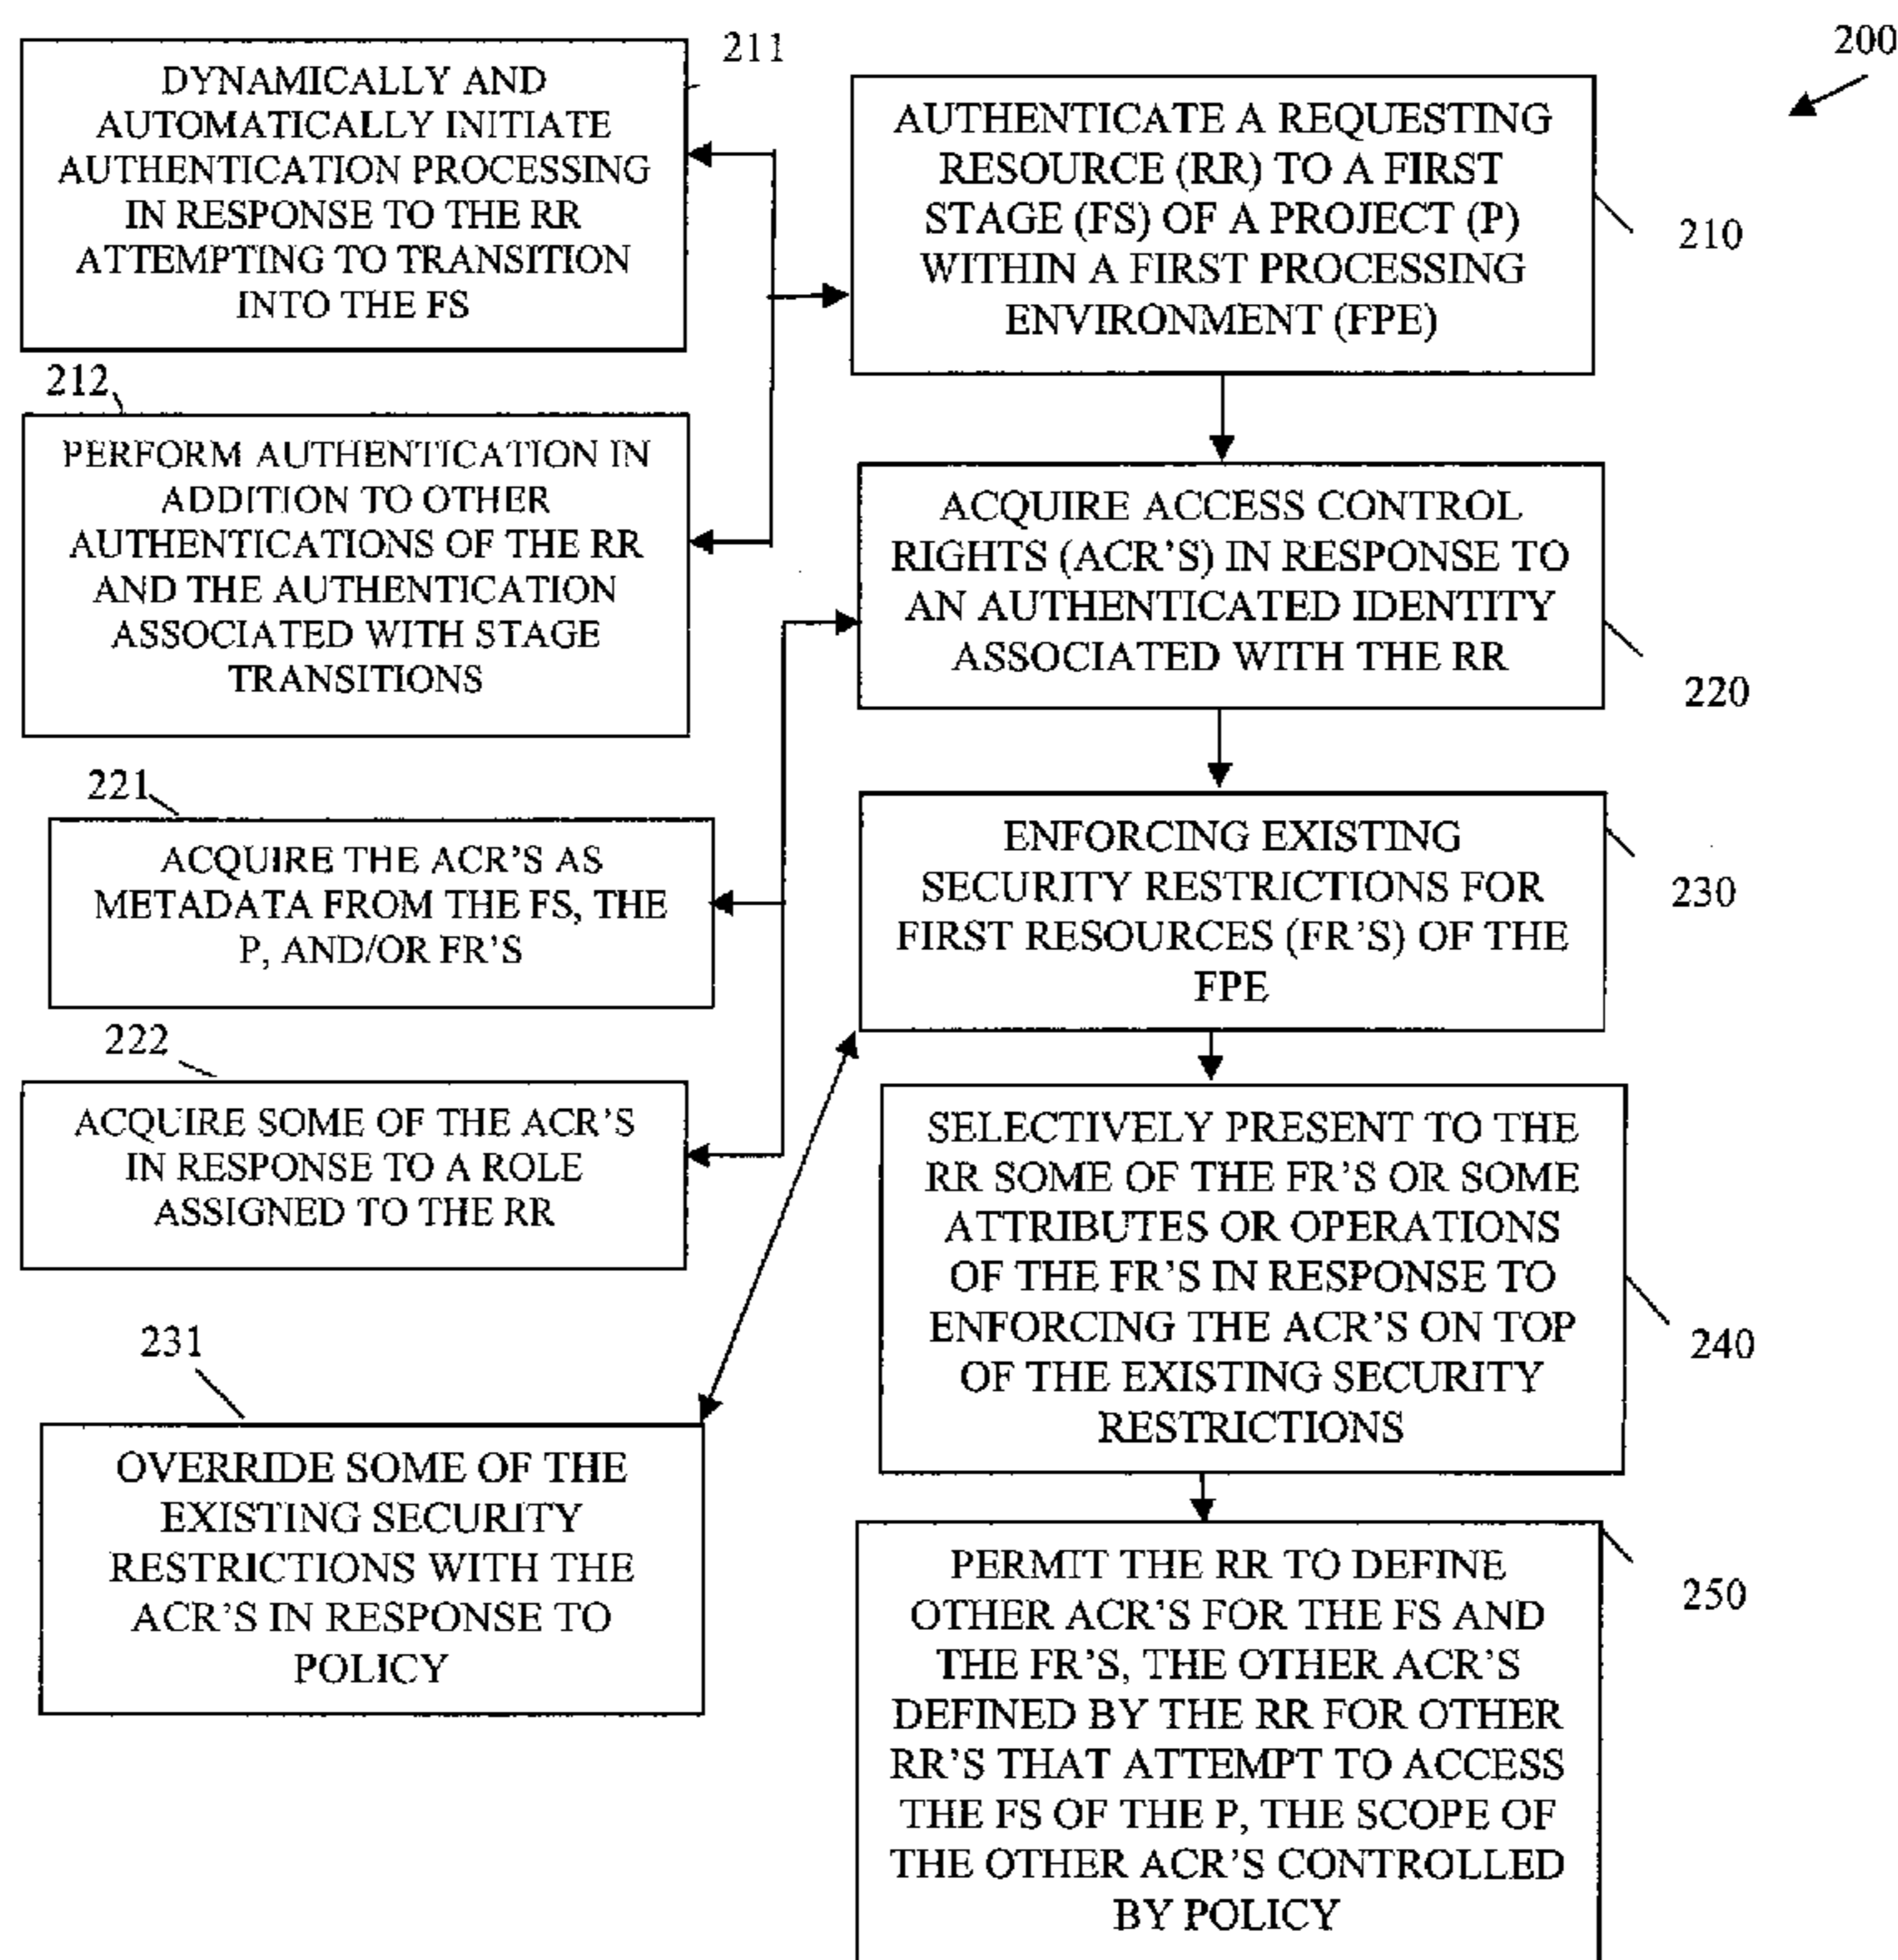 200
211
DYNAMICALLY AND
AUTOMATICALLY INITIATE
AUTHENTICATION PROCESSING
IN RESPONSE TO THE RR
ATTEMPTING TO TRANSITION
INTO THE FS
AUTHENTICATE A REQUESTING
RESOURCE (RR) TO A FIRST
STAGE (FS) OF A PROJECT (P)
WITHIN A FIRST PROCESSING
ENVIRONMENT (FPE)
210
212
PERFORM AUTHENTICATION IN
ADDITION TO OTHER
AUTHENTICATIONS OF THE RR
AND THE AUTHENTICATION
ASSOCIATED WITH STAGE
TRANSITIONS
ACQUIRE ACCESS CONTROL
RIGHTS (ACR'S) IN RESPONSE TO
AN AUTHENTICATED IDENTITY
ASSOCIATED WITH THE RR
220
221
ACQUIRE THE ACR'S AS
METADATA FROM THE FS, THE
P, AND/OR FR'S
ENFORCING EXISTING
SECURITY RESTRICTIONS FOR
FIRST RESOURCES (FR'S) OF THE
FPE
230
222
ACQUIRE SOME OF THE ACR'S
IN RESPONSE TO A ROLE
ASSIGNED TO THE RR
SELECTIVELY PRESENT TO THE
RR SOME OF THE FR'S OR SOME
ATTRIBUTES OR OPERATIONS
OF THE FR'S IN RESPONSE TO
ENFORCING THE ACR'S ON TOP
OF THE EXISTING SECURITY
RESTRICTIONS
240
231
OVERRIDE SOME OF THE
EXISTING SECURITY
RESTRICTIONS WITH THE
ACR'S IN RESPONSE TO
POLICY
PERMIT THE RR TO DEFINE
OTHER ACR'S FOR THE FS AND
THE FR'S, THE OTHER ACR'S
DEFINED BY THE RR FOR OTHER
RR'S THAT ATTEMPT TO ACCESS
THE FS OF THE P, THE SCOPE OF
THE OTHER ACR'S CONTROLLED
BY POLICY
250